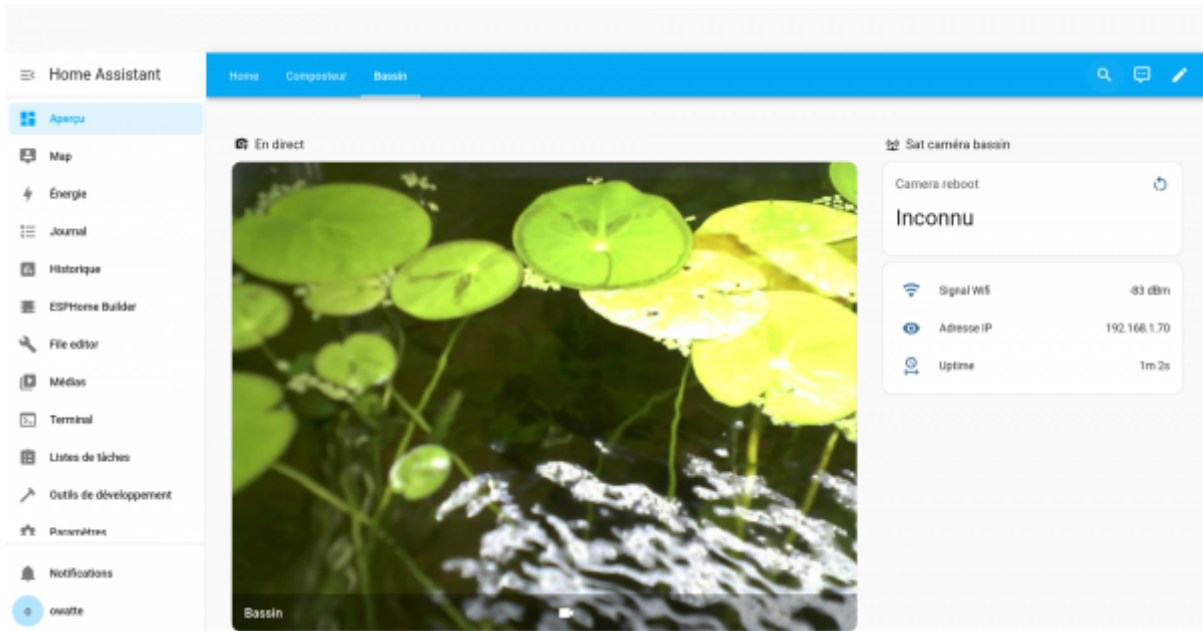 Home Assistant
Home Composteur Bassin
Aperçu
Map
Énergie
Journal
Historique
ESPHome Builder
File editor
Médias
Terminal
Listes de tâches
Outils de développement
Paramètres
Notifications
owatte
En direct
Bassin
Sat caméra bassin
Camera reboot
Inconnu
Signal Wifi -83 dBm
Adresse IP 192.168.1.70
Uptime 1m 2s